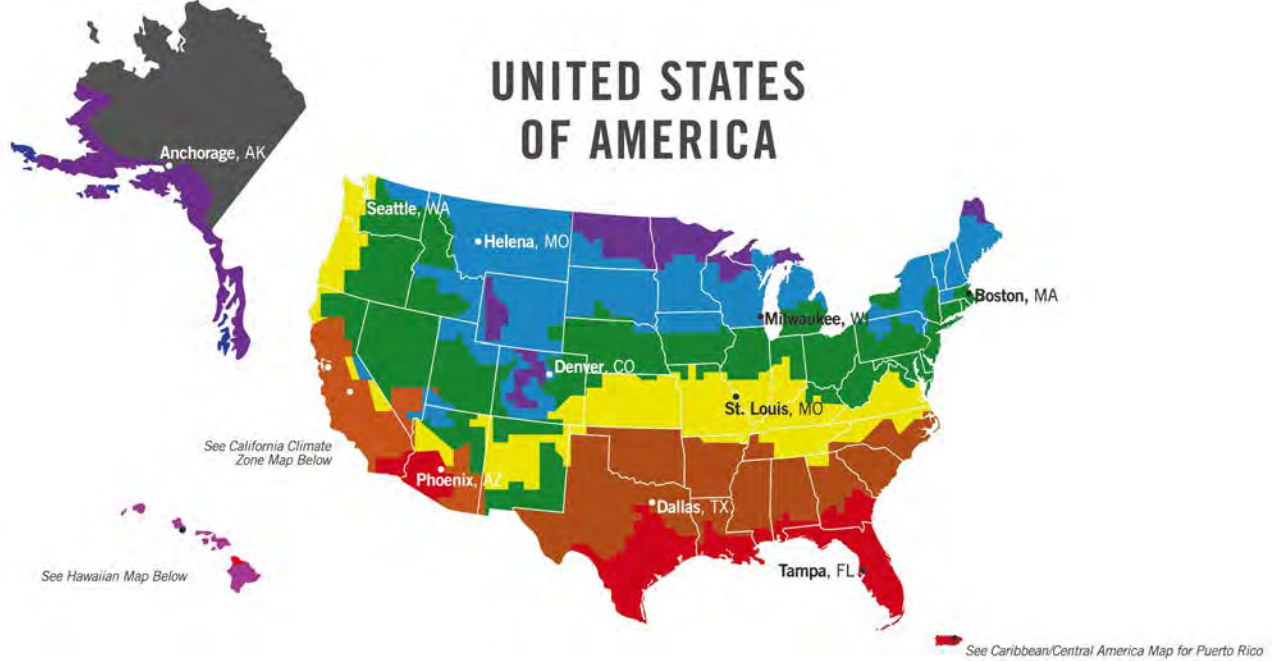 UNITED STATES
OF AMERICA
Anchorage, AK
Seattle, WA
Helena, MO
Boston, MA
Milwaukee, WI
Denver, CO
St. Louis, MO
See California Climate
Zone Map Below
Phoenix, AZ
Dallas, TX
See Hawaiian Map Below
Tampa, FL
See Caribbean/Central America Map for Puerto Rico